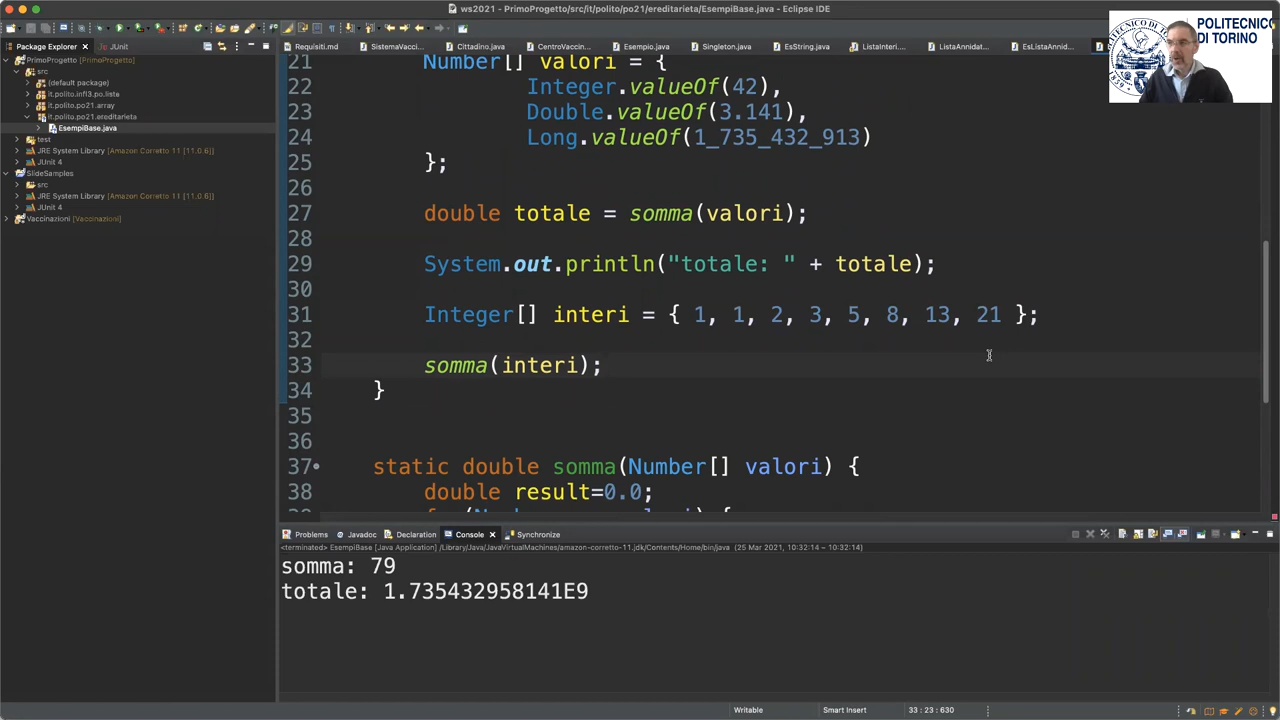 ws2021 - PrimoProgetto/src/it/polito/po21/ereditarieta/EsempiBase.java - Eclipse IDE
Package Explorer
JUnit
Requisiti.md
SistemaVacci...
Cittadino.java
CentroVaccin...
Esempio.java
Singleton.java
EsString.java
ListaInteri....
ListaAnnidat...
EsListaAnnid...
POLITECNICO
DI TORINO
PrimoProgetto [PrimoProgetto]
src
(default package)
it.polito.po21.array
it.polito.po21.ereditarieta
EsempiBase.java
test
JRE System Library [Amazon Corretto 11 [11.0.6]
JUnit 4
SlideSamples
src
JRE System Library [Amazon Corretto 11 [11.0.6]
JUnit 4
Vaccinazioni [Vaccinazioni]
21 Number[] valori = {
22 Integer.valueOf(42),
23 Double.valueOf(3.141),
24 Long.valueOf(1_735_432_913)
25 };
26
27 double totale = somma(valori);
28
29 System.out.println("totale: " + totale);
30
31 Integer[] interi = { 1, 1, 2, 3, 5, 8, 13, 21 };
32
33 somma(interi);
34 }
35
36
37 static double somma(Number[] valori) {
38 double result=0.0;
Problems
Javadoc
Declaration
Console
Synchronize
<terminated> EsempiBase [Java Application] /Library/Java/JavaVirtualMachines/amazon-corretto-11.jdk/Contents/Home/bin/java (25 Mar 2021, 10:32:14 – 10:32:14)
somma: 79
totale: 1.735432958141E9
Writable
Smart Insert
33 : 23 : 630